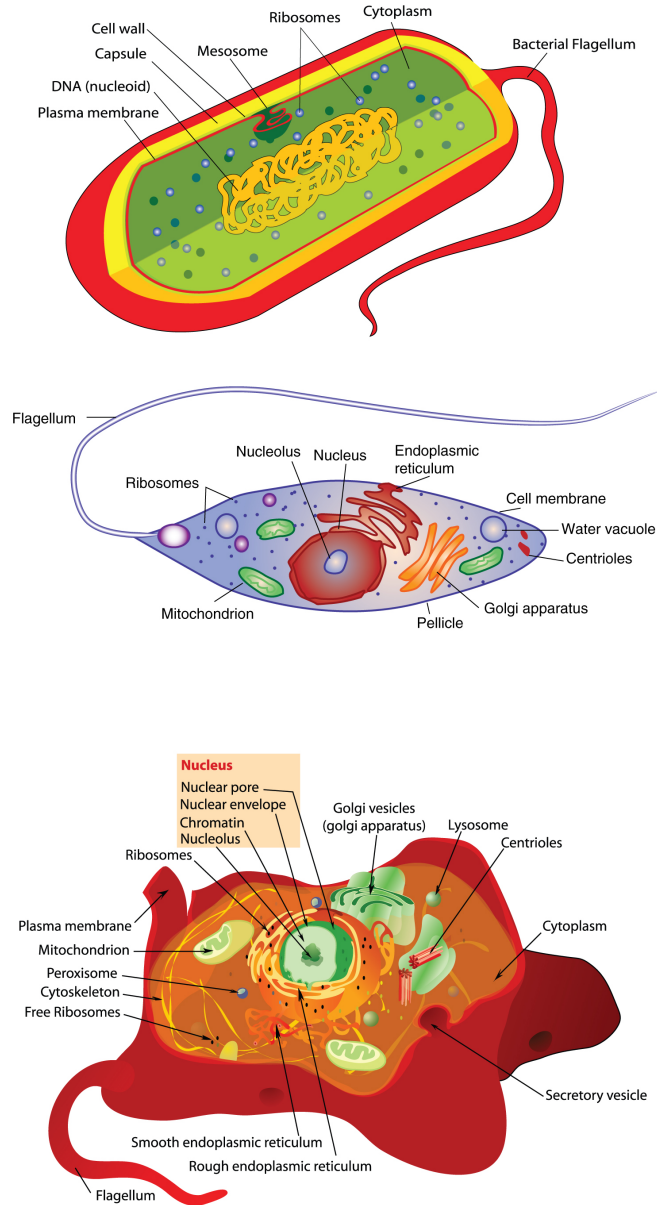 Cell wall
Capsule
Mesosome
Ribosomes
Cytoplasm
Bacterial Flagellum
DNA (nucleoid)
Plasma membrane
Flagellum
Nucleolus
Nucleus
Endoplasmic
reticulum
Ribosomes
Cell membrane
Water vacuole
Centrioles
Mitochondrion
Golgi apparatus
Pellicle
Nucleus
Nuclear pore
Nuclear envelope
Chromatin
Nucleolus
Golgi vesicles
(golgi apparatus)
Lysosome
Centrioles
Ribosomes
Plasma membrane
Cytoplasm
Mitochondrion
Peroxisome
Cytoskeleton
Free Ribosomes
Secretory vesicle
Smooth endoplasmic reticulum
Rough endoplasmic reticulum
Flagellum